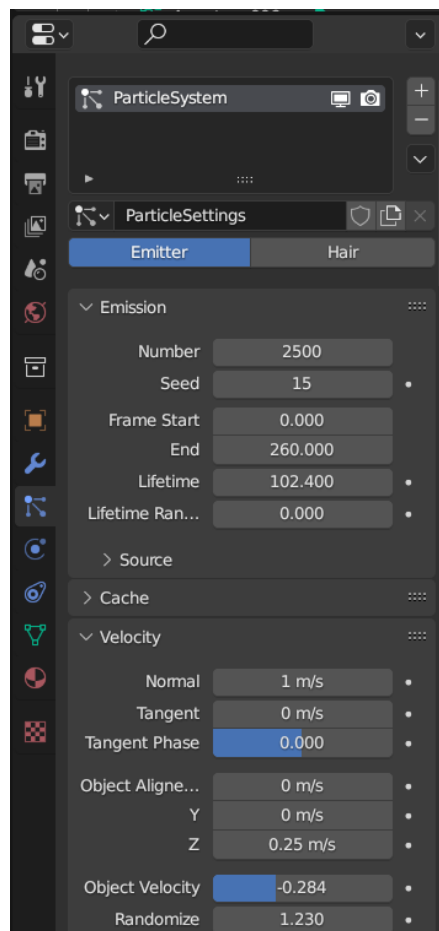 ParticleSystem
ParticleSettings
Emitter Hair
Emission
Number 2500
Seed 15
Frame Start 0.000
End 260.000
Lifetime 102.400
Lifetime Ran... 0.000
Source
Cache
Velocity
Normal 1 m/s
Tangent 0 m/s
Tangent Phase 0.000
Object Aligne... 0 m/s
Y 0 m/s
Z 0.25 m/s
Object Velocity -0.284
Randomize 1.230